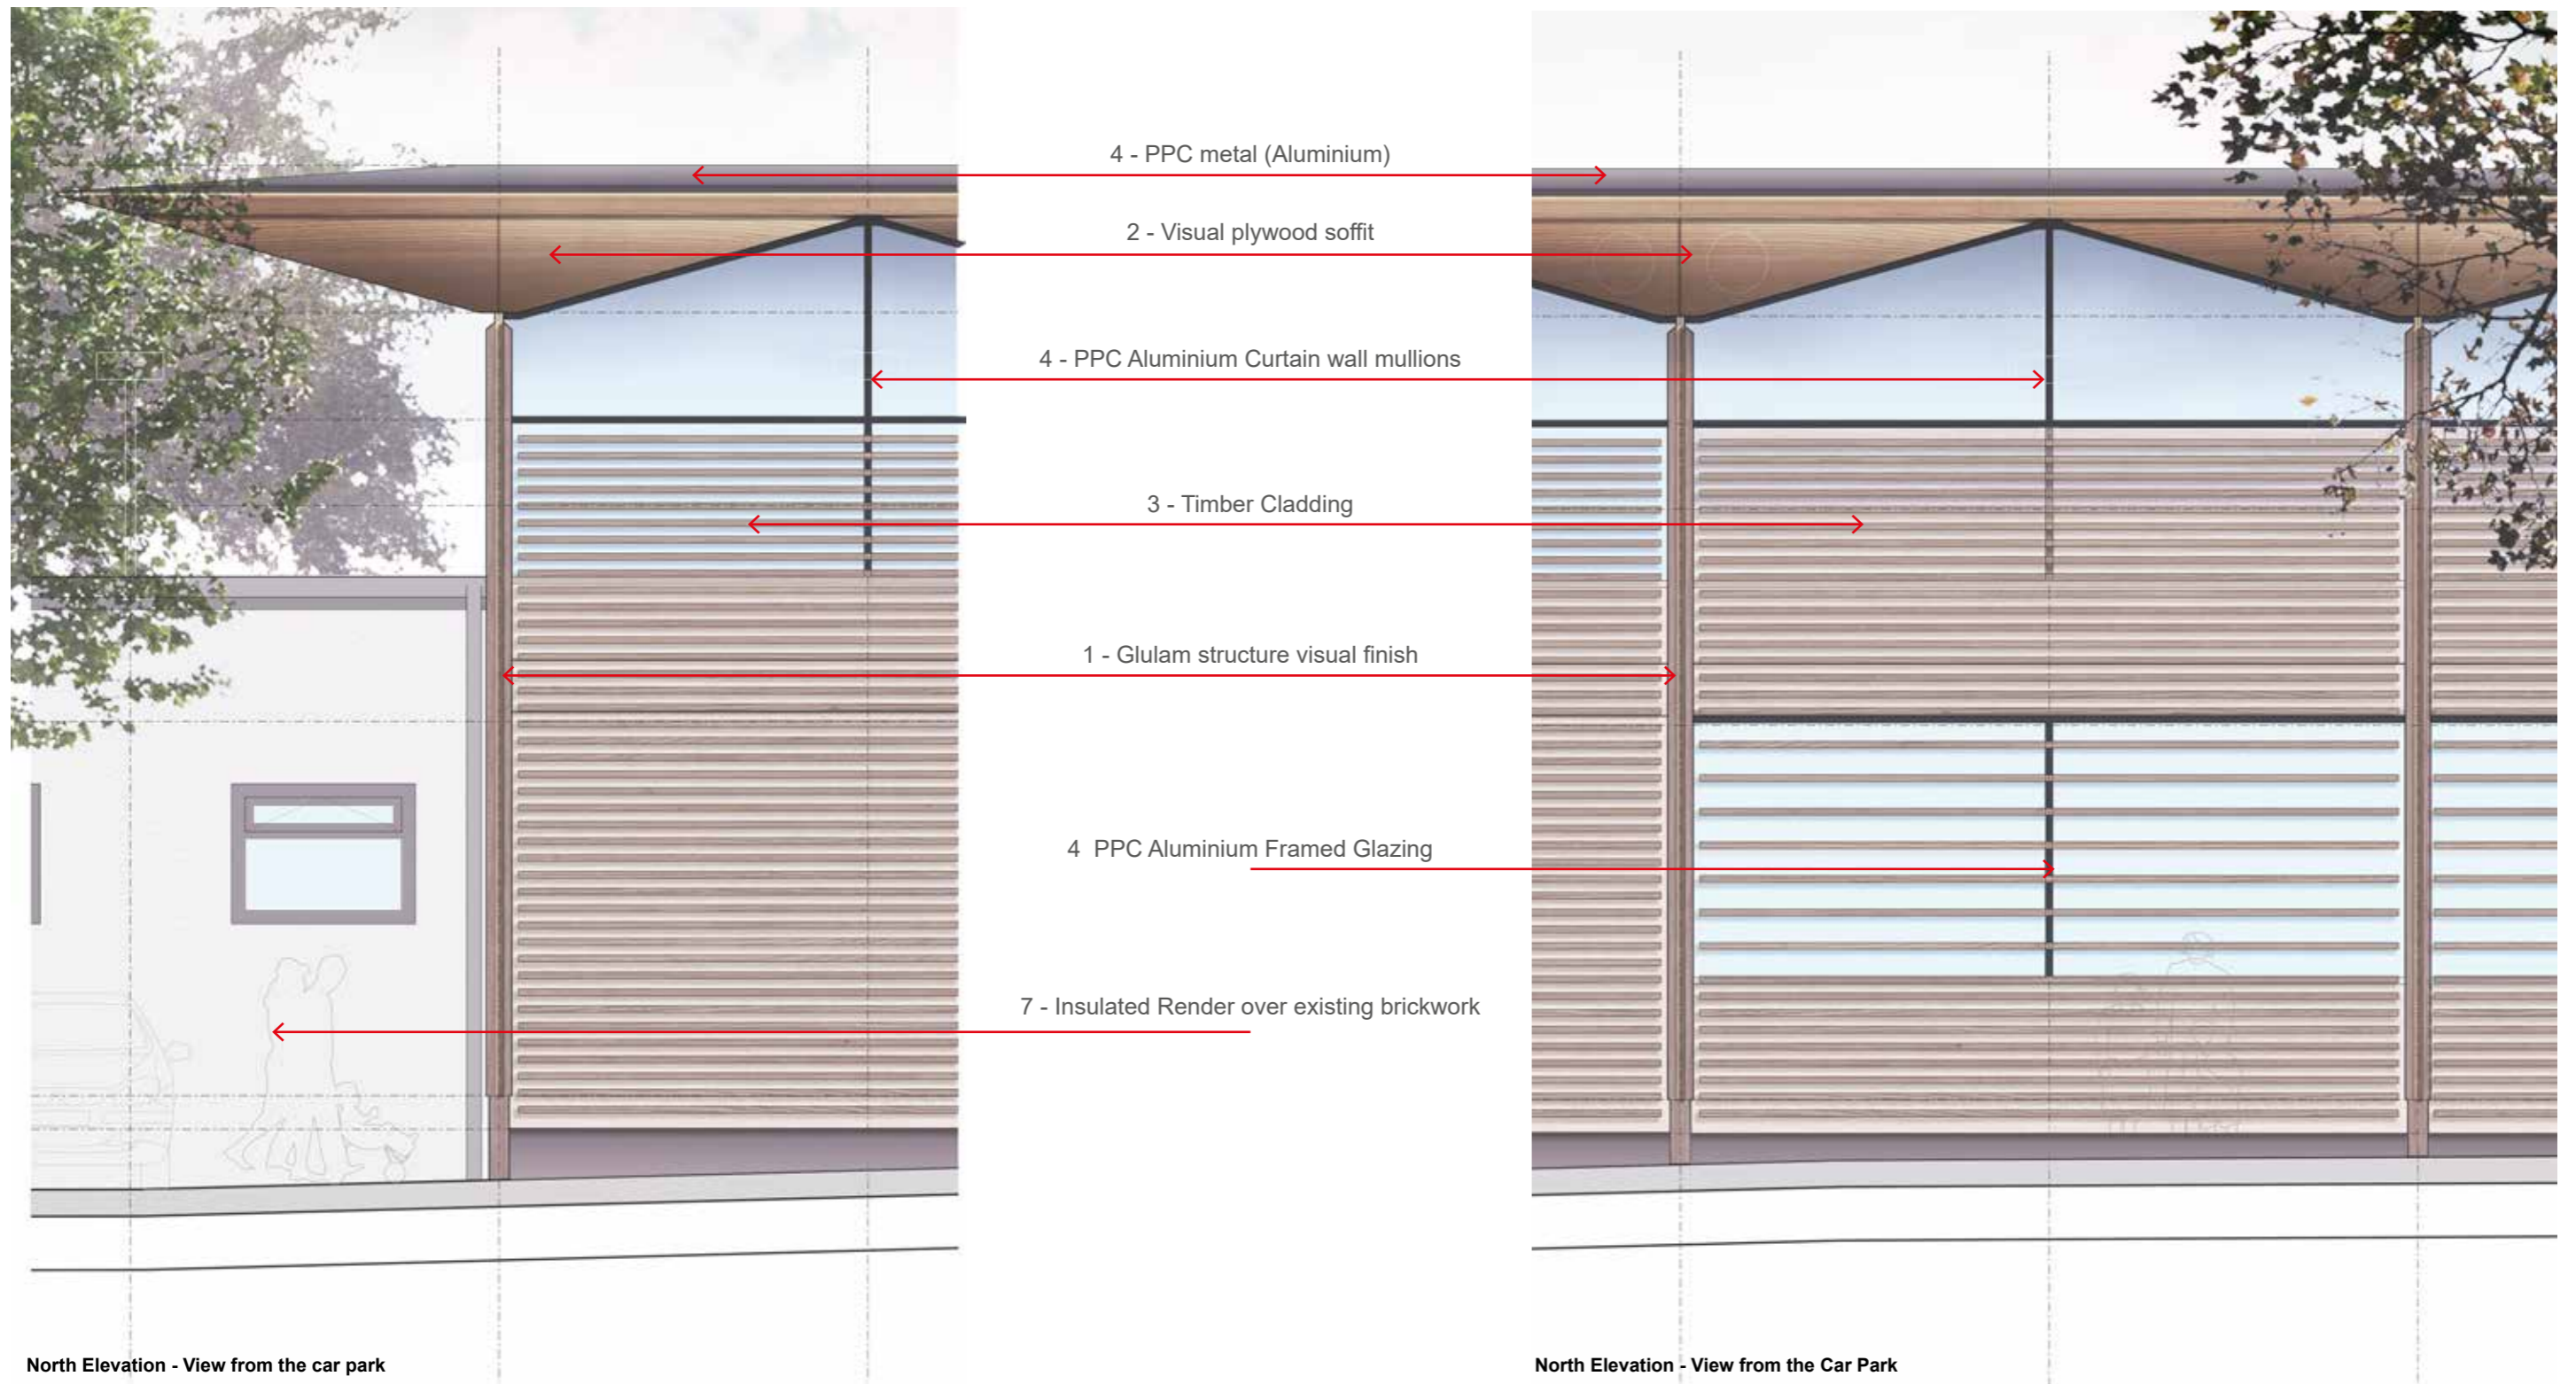 4 - PPC metal (Aluminium)
2 - Visual plywood soffit
4 - PPC Aluminium Curtain wall mullions
3 - Timber Cladding
1 - Glulam structure visual finish
4  PPC Aluminium Framed Glazing
7 - Insulated Render over existing brickwork
North Elevation - View from the car park
North Elevation - View from the Car Park